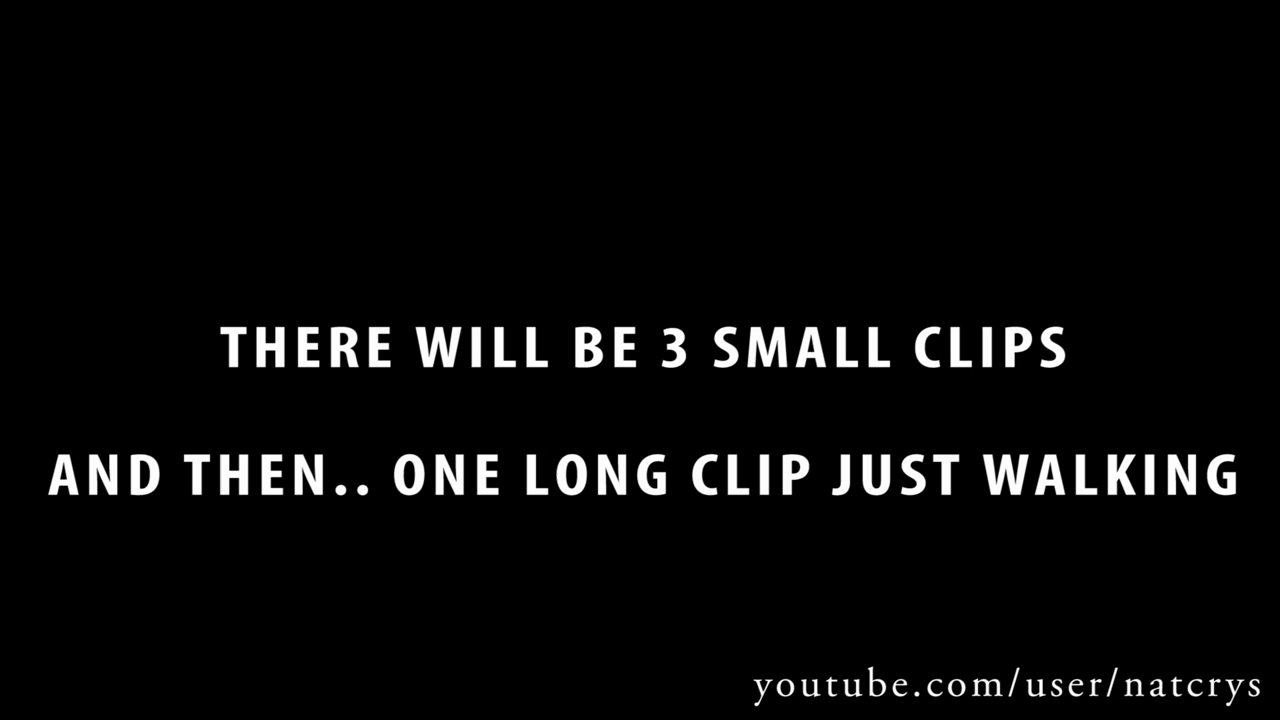 THERE WILL BE 3 SMALL CLIPS
AND THEN.. ONE LONG CLIP JUST WALKING
youtube.com/user/natcrys